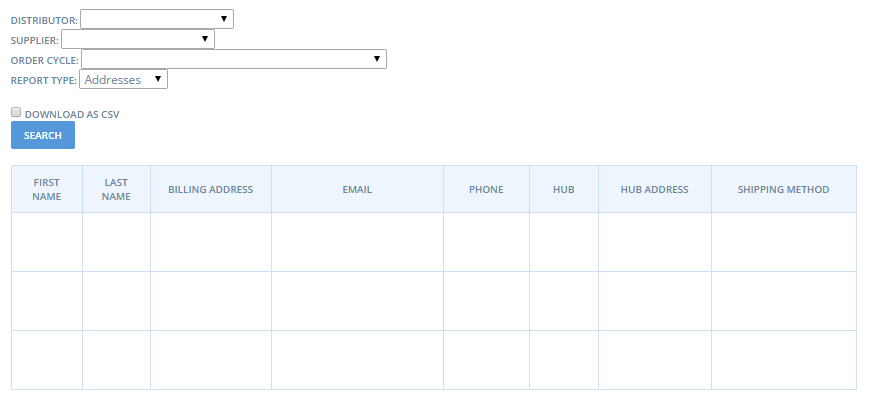 DISTRIBUTOR:
SUPPLIER:
ORDER CYCLE:
REPORT TYPE: Addresses
DOWNLOAD AS CSV
SEARCH
FIRST NAME
LAST NAME
BILLING ADDRESS
EMAIL
PHONE
HUB
HUB ADDRESS
SHIPPING METHOD